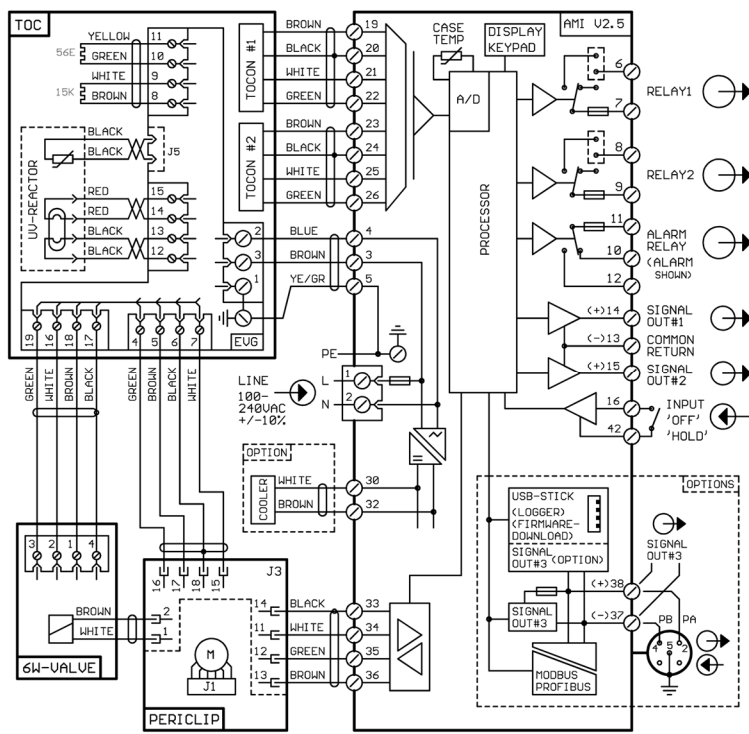 TOC
YELLOW 11
56E
GREEN 10
WHITE 9
15K
BROWN 8
BLACK
BLACK
J5
UV-REACTOR
RED 15
RED 14
BLACK 13
BLACK 12
TOCON #1
TOCON #2
BROWN 19
BLACK 20
WHITE 21
GREEN 22
BROWN 23
BLACK 24
WHITE 25
GREEN 26
2 BLUE 4
3 BROWN 3
1 YE/GR 5
EVG
19 16 18 17
4 5 6 7
GREEN
WHITE
BROWN
BLACK
GREEN
BROWN
BLACK
WHITE
PE
LINE
100-
240VAC
+/-10%
L 1
N 2
OPTION
COOLER
WHITE 30
BROWN 32
AMI V2.5
CASE
TEMP
DISPLAY
KEYPAD
A/D
PROCESSOR
6
7
RELAY1
8
9
RELAY2
11
10
12
ALARM
RELAY
(ALARM
SHOWN)
(+)14 SIGNAL
OUT#1
(-)13 COMMON
RETURN
(+)15 SIGNAL
OUT#2
16 INPUT
'OFF'
42 'HOLD'
OPTIONS
USB-STICK
(LOGGER)
(FIRMWARE-
DOWNLOAD)
SIGNAL
OUT#3 (OPTION)
SIGNAL
OUT#3
SIGNAL
OUT#3
(+)38
(-)37
PB PA
4 5 2
MODBUS
PROFIBUS
3 2 1 4
BROWN 2
WHITE 1
6W-VALVE
16 17 18 15
J3
14 BLACK 33
11 WHITE 34
12 GREEN 35
13 BROWN 36
M
J1
PERICLIP